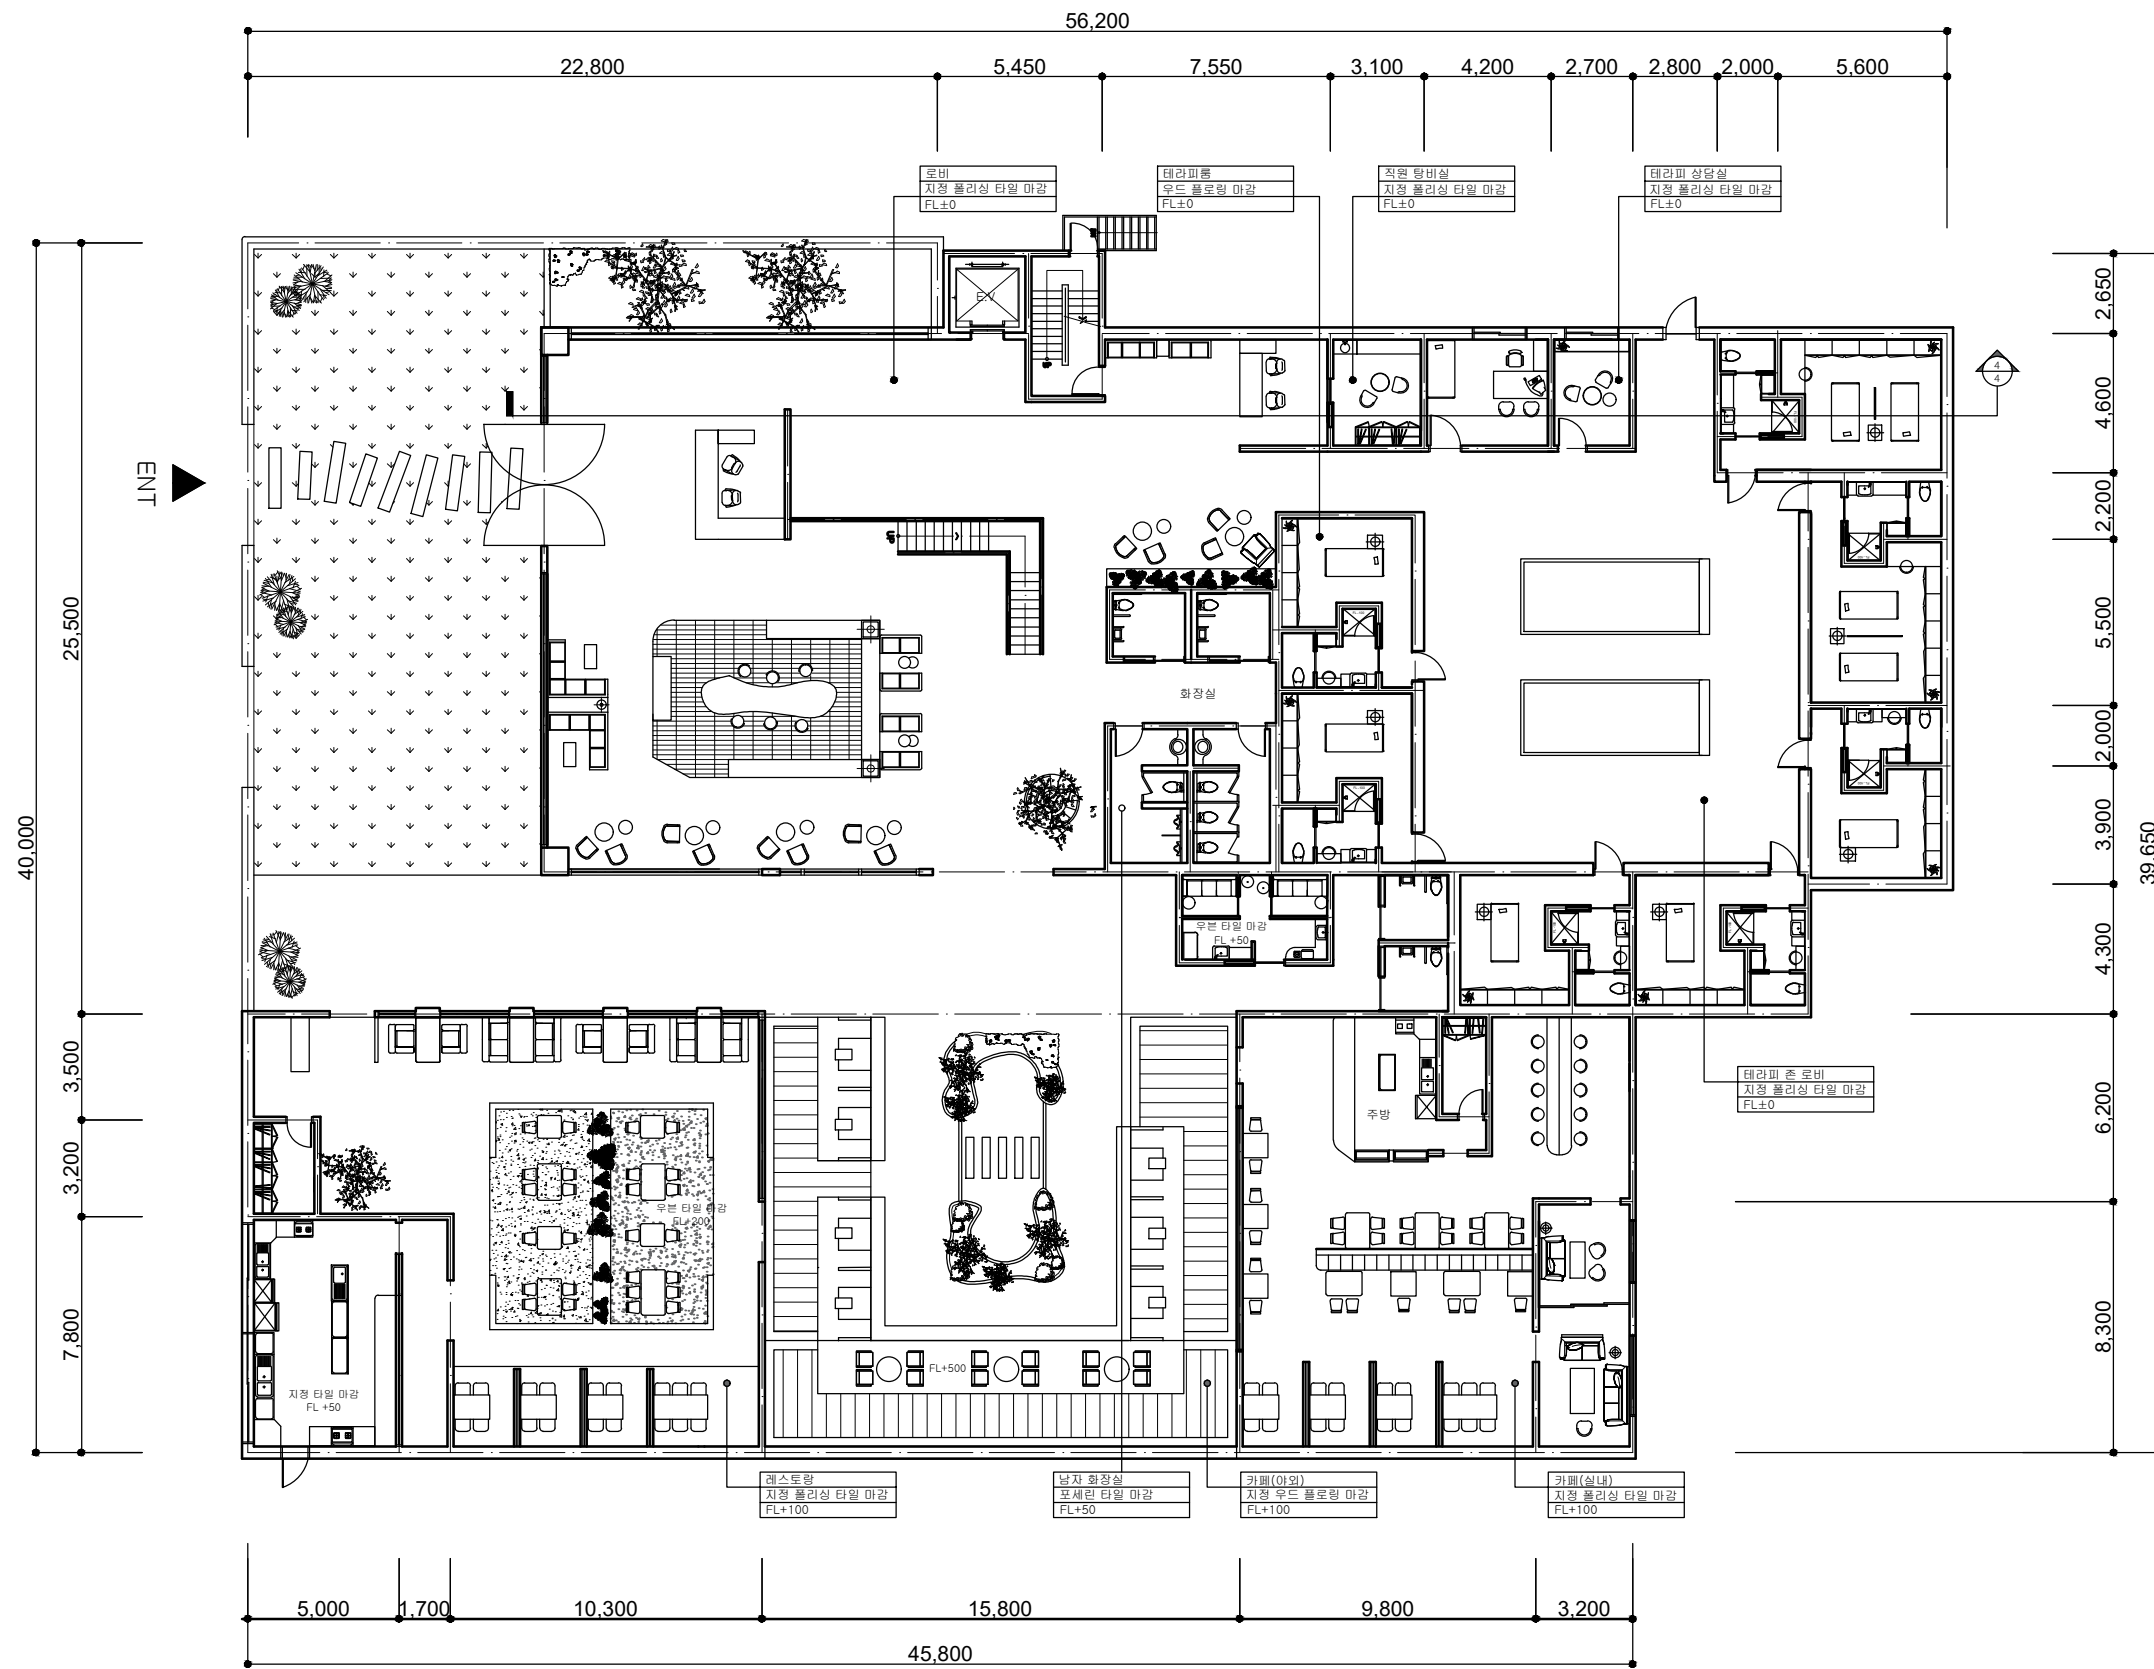 56,200
22,800
5,450
7,550
3,100
4,200
2,700
2,800
2,000
5,600
로비
지정 폴리싱 타일 마감
FL±0
테라피룸
우드 플로링 마감
FL±0
직원 탕비실
지정 폴리싱 타일 마감
FL±0
테라피 상담실
지정 폴리싱 타일 마감
FL±0
40,000
25,500
3,500
3,200
7,800
ENT
E.V
UP
UP
4
4
화장실
우븐 타일 마감
FL +50
2,650
4,600
2,200
5,500
2,000
3,900
4,300
6,200
8,300
39,650
테라피 존 로비
지정 폴리싱 타일 마감
FL±0
주방
우븐 타일 마감
FL+200
지정 타일 마감
FL +50
FL+500
레스토랑
지정 폴리싱 타일 마감
FL+100
남자 화장실
포세린 타일 마감
FL+50
카페(야외)
지정 우드 플로링 마감
FL+100
카페(실내)
지정 폴리싱 타일 마감
FL+100
5,000
1,700
10,300
15,800
9,800
3,200
45,800